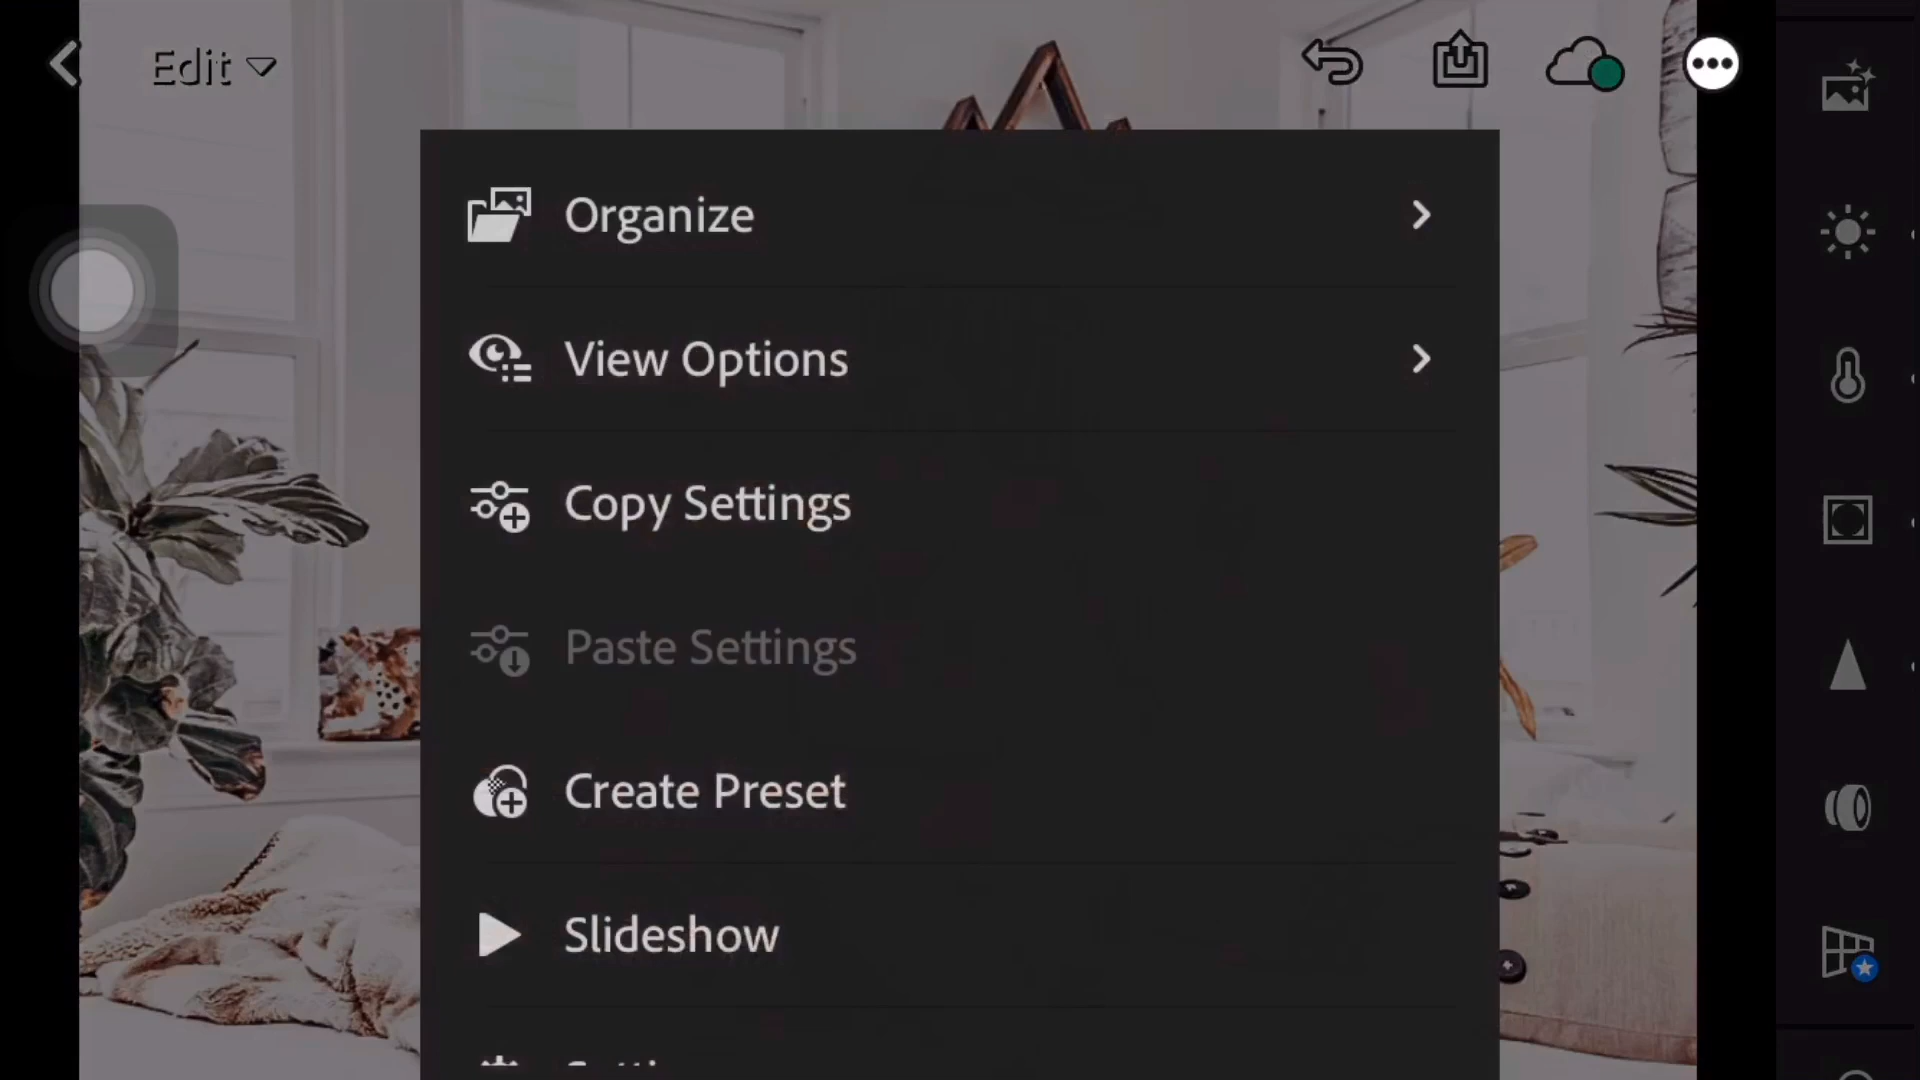 Edit
Organize
View Options
Copy Settings
Paste Settings
Create Preset
Slideshow